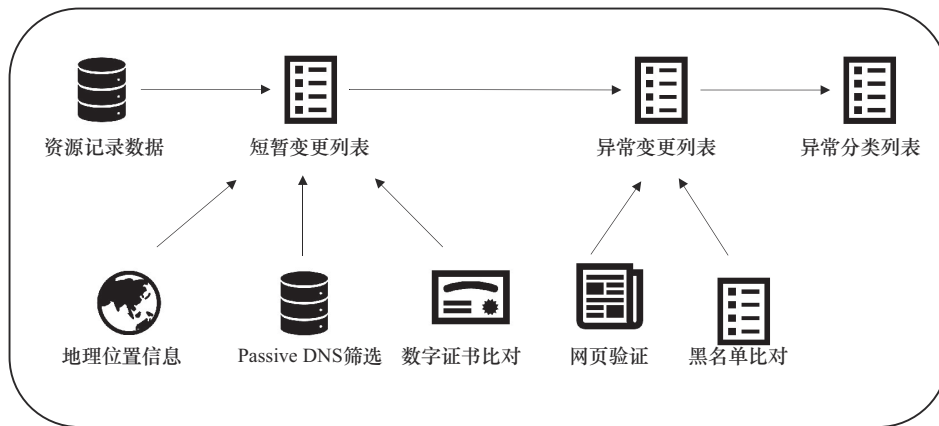 资源记录数据
短暂变更列表
异常变更列表
异常分类列表
地理位置信息
Passive DNS筛选
数字证书比对
网页验证
黑名单比对